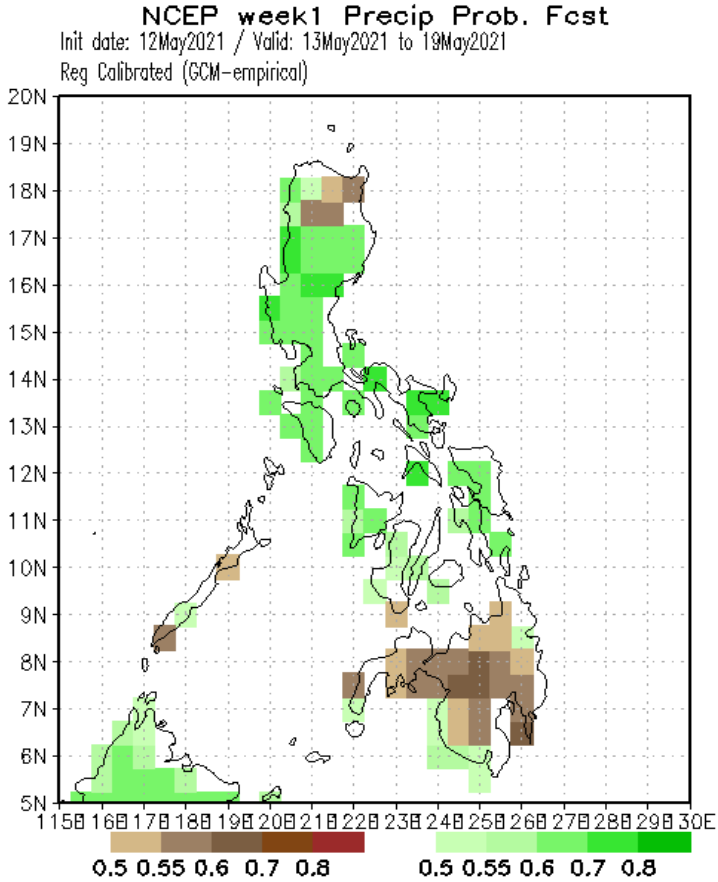 NCEP week1 Precip Prob. Fcst
Init date: 12May2021 / Valid: 13May2021 to 19May2021
Reg Calibrated (GCM-empirical)
20N
19N
18N
17N
16N
15N
14N
13N
12N
11N
10N
9N
8N
7N
6N
5N
115E 116E 117E 118E 119E 120E 121E 122E 123E 124E 125E 126E 127E 128E 129E 130E
0.5 0.55 0.6 0.7 0.8 0.5 0.55 0.6 0.7 0.8